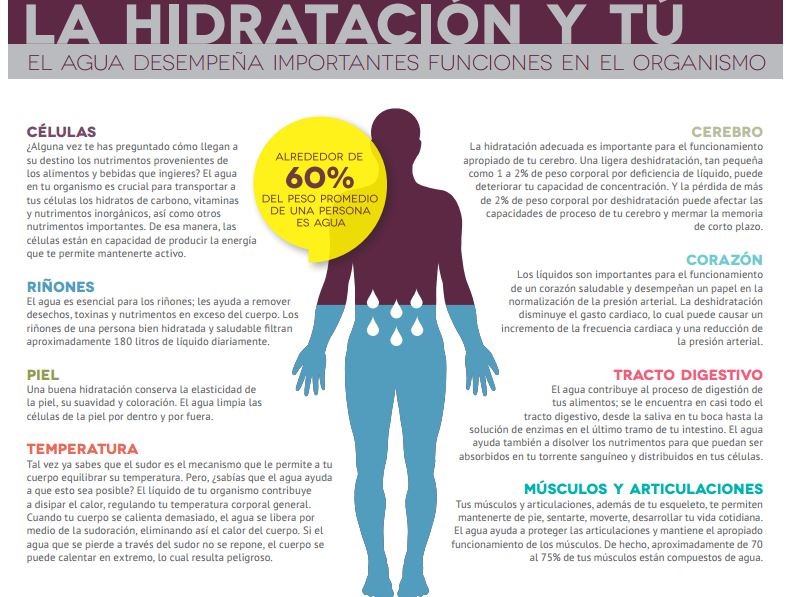 LA HIDRATACIÓN Y TÚ
EL AGUA DESEMPEÑA IMPORTANTES FUNCIONES EN EL ORGANISMO
CÉLULAS
¿Alguna vez te has preguntado cómo llegan a
su destino los nutrimentos provenientes de
los alimentos y bebidas que ingieres? El agua
en tu organismo es crucial para transportar a
tus células los hidratos de carbono, vitaminas
y nutrimentos inorgánicos, así como otros
nutrimentos importantes. De esa manera, las
células están en capacidad de producir la energía
que te permite mantenerte activo.
RIÑONES
El agua es esencial para los riñones; les ayuda a remover
desechos, toxinas y nutrimentos en exceso del cuerpo. Los
riñones de una persona bien hidratada y saludable filtran
aproximadamente 180 litros de líquido diariamente.
PIEL
Una buena hidratación conserva la elasticidad de
la piel, su suavidad y coloración. El agua limpia las
células de la piel por dentro y por fuera.
TEMPERATURA
Tal vez ya sabes que el sudor es el mecanismo que le permite a tu
cuerpo equilibrar su temperatura. Pero, ¿sabías que el agua ayuda
a que esto sea posible? El líquido de tu organismo contribuye
a disipar el calor, regulando tu temperatura corporal general.
Cuando tu cuerpo se calienta demasiado, el agua se libera por
medio de la sudoración, eliminando así el calor del cuerpo. Si el
agua que se pierde a través del sudor no se repone, el cuerpo se
puede calentar en extremo, lo cual resulta peligroso.
ALREDEDOR DE
60%
DEL PESO PROMEDIO
DE UNA PERSONA
ES AGUA
CEREBRO
La hidratación adecuada es importante para el funcionamiento
apropiado de tu cerebro. Una ligera deshidratación, tan pequeña
como 1 a 2% de peso corporal por deficiencia de líquido, puede
deteriorar tu capacidad de concentración. Y la pérdida de más
de 2% de peso corporal por deshidratación puede afectar las
capacidades de proceso de tu cerebro y mermar la memoria
de corto plazo.
CORAZÓN
Los líquidos son importantes para el funcionamiento
de un corazón saludable y desempeñan un papel en la
normalización de la presión arterial. La deshidratación
disminuye el gasto cardiaco, lo cual puede causar un
incremento de la frecuencia cardiaca y una reducción de
la presión arterial.
TRACTO DIGESTIVO
El agua contribuye al proceso de digestión de
tus alimentos; se le encuentra en casi todo el
tracto digestivo, desde la saliva en tu boca hasta la
solución de enzimas en el último tramo de tu intestino. El agua
ayuda también a disolver los nutrimentos para que puedan ser
absorbidos en tu torrente sanguíneo y distribuidos en tus células.
MÚSCULOS Y ARTICULACIONES
Tus músculos y articulaciones, además de tu esqueleto, te permiten
mantenerte de pie, sentarte, moverte, desarrollar tu vida cotidiana.
El agua ayuda a proteger las articulaciones y mantiene el apropiado
funcionamiento de los músculos. De hecho, aproximadamente de 70
al 75% de tus músculos están compuestos de agua.